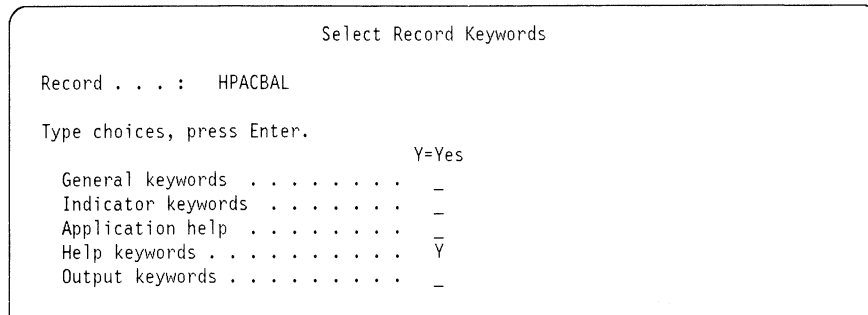 Select Record Keywords
Record . . . :   HPACBAL
Type choices, press Enter.
Y=Yes
General keywords  . . . . . . . .  _
Indicator keywords  . . . . . . .  _
Application help  . . . . . . . .  _
Help keywords . . . . . . . . . .  Y
Output keywords . . . . . . . . .  _